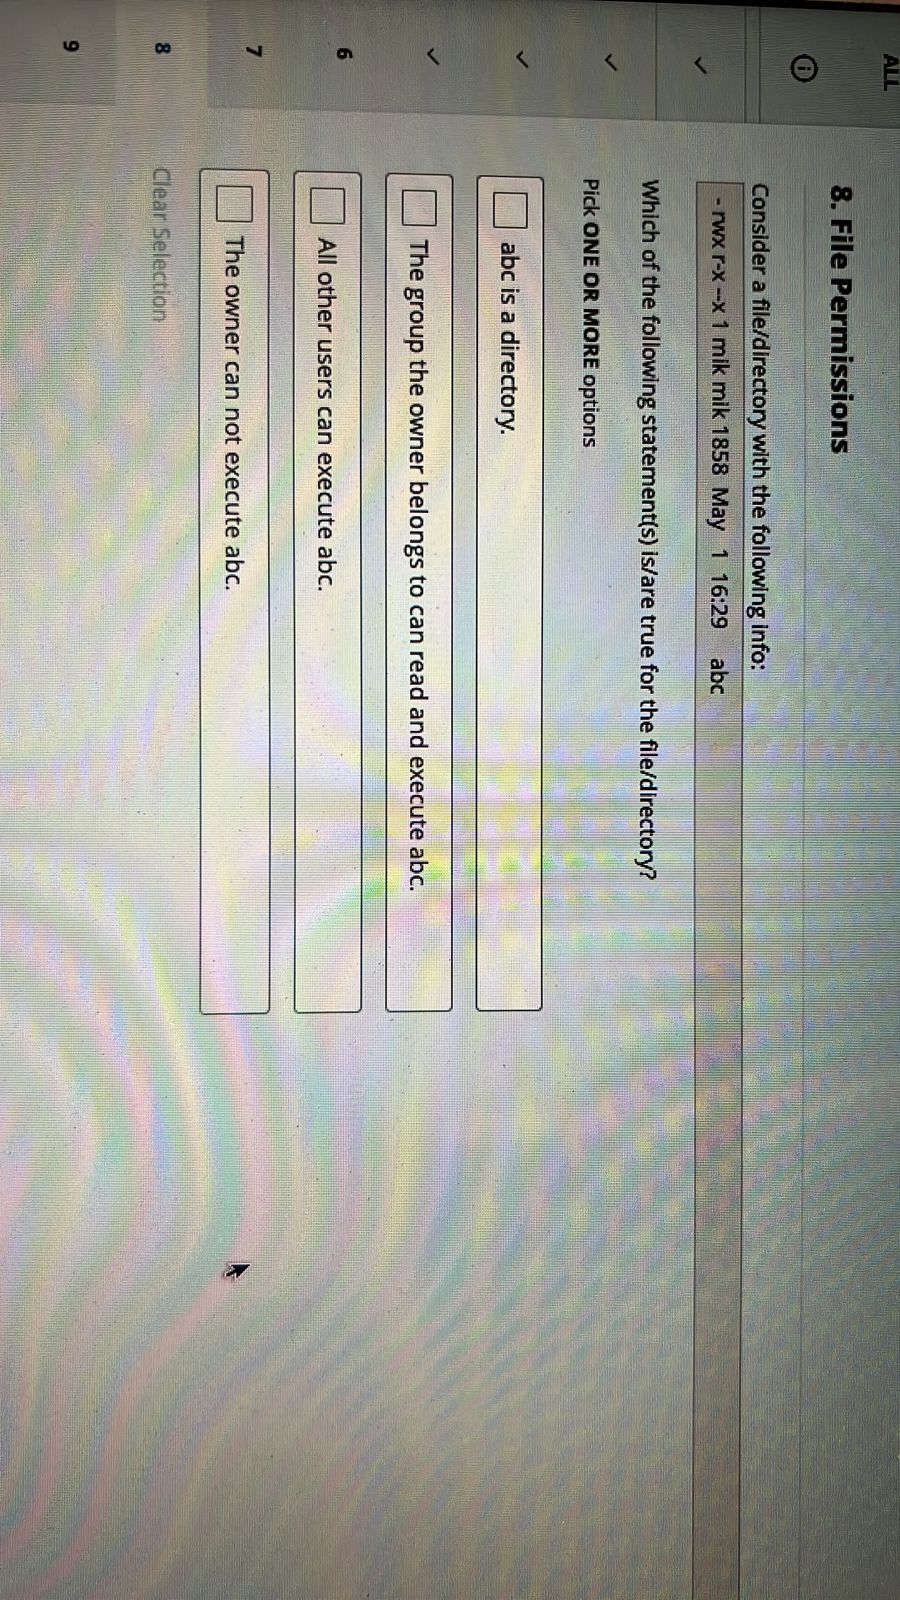 ALL
8. File Permissions
Consider a file/directory with the following info:
- rwx r-x --x 1 mik mik 1858 May 1 16:29 abc
Which of the following statement(s) is/are true for the file/directory?
Pick ONE OR MORE options
abc is a directory.
The group the owner belongs to can read and execute abc.
All other users can execute abc.
The owner can not execute abc.
Clear Selection
6
7
8
9